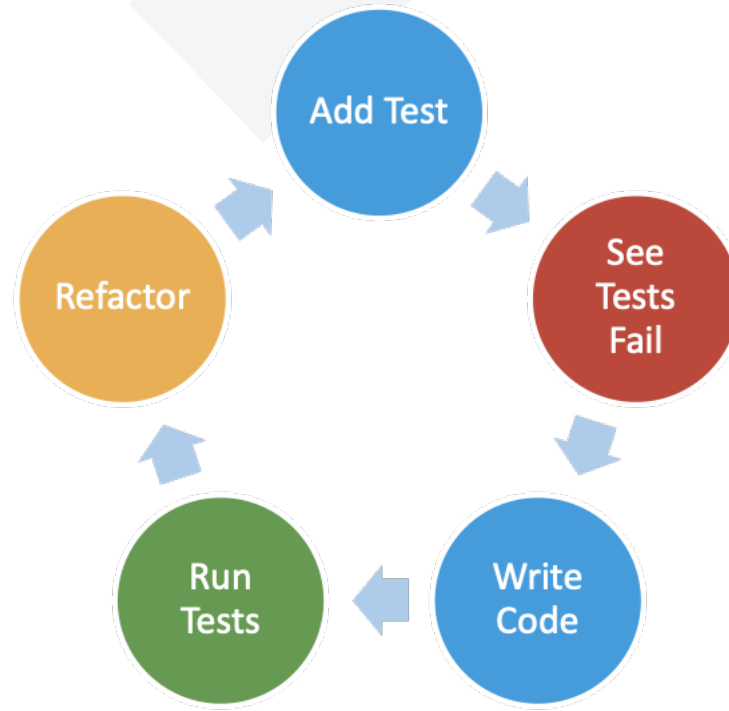 Add Test
See
Tests
Fail
Write
Code
Run
Tests
Refactor